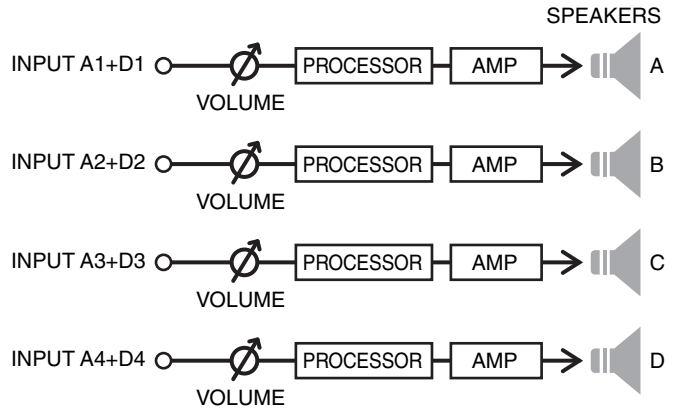 SPEAKERS
INPUT A1+D1 PROCESSOR AMP A
VOLUME
INPUT A2+D2 PROCESSOR AMP B
VOLUME
INPUT A3+D3 PROCESSOR AMP C
VOLUME
INPUT A4+D4 PROCESSOR AMP D
VOLUME